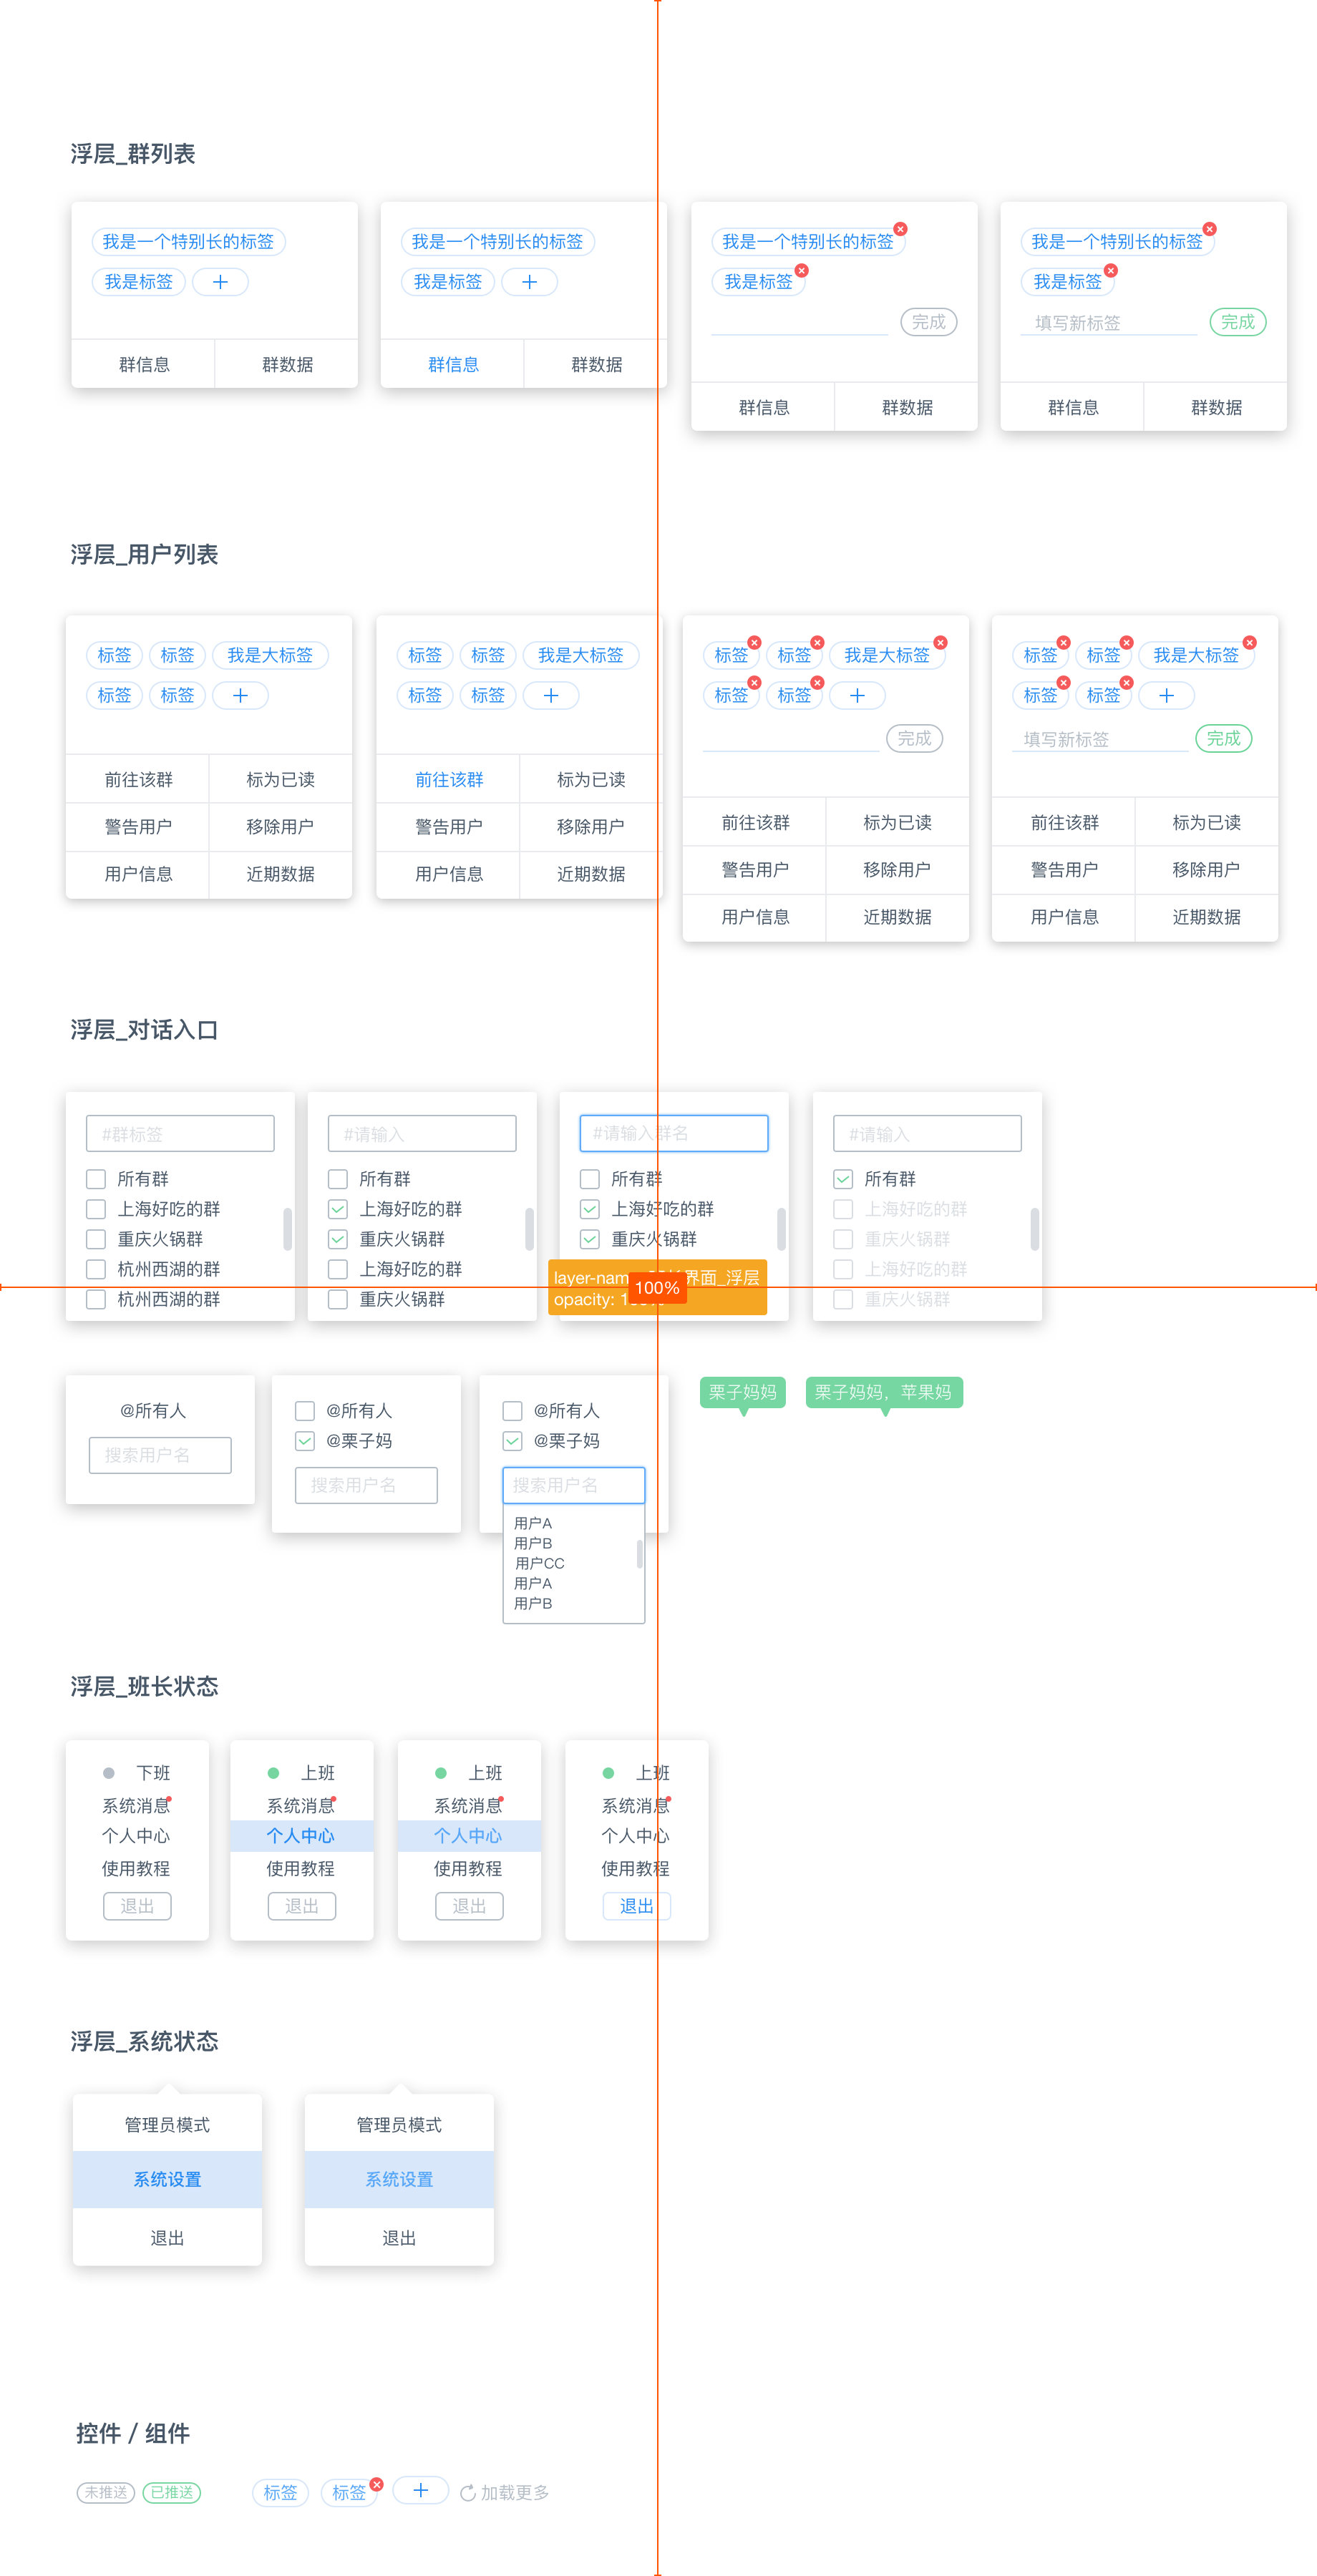 浮层_群列表
我是一个特别长的标签
我是标签
群信息 群数据
我是一个特别长的标签
我是标签
群信息 群数据
我是一个特别长的标签
我是标签
完成
群信息 群数据
我是一个特别长的标签
我是标签
填写新标签 完成
群信息 群数据
浮层_用户列表
标签 标签 我是大标签
标签 标签
前往该群 标为已读
警告用户 移除用户
用户信息 近期数据
标签 标签 我是大标签
标签 标签
前往该群 标为已读
警告用户 移除用户
用户信息 近期数据
标签 标签 我是大标签
标签 标签
完成
前往该群 标为已读
警告用户 移除用户
用户信息 近期数据
标签 标签 我是大标签
标签 标签
填写新标签 完成
前往该群 标为已读
警告用户 移除用户
用户信息 近期数据
浮层_对话入口
#群标签
所有群
上海好吃的群
重庆火锅群
杭州西湖的群
杭州西湖的群
#请输入
所有群
上海好吃的群
重庆火锅群
上海好吃的群
重庆火锅群
#请输入群名
所有群
上海好吃的群
重庆火锅群
界面_浮层
opacity:
100%
#请输入
所有群
上海好吃的群
重庆火锅群
上海好吃的群
重庆火锅群
@所有人
搜索用户名
@所有人
@栗子妈
搜索用户名
@所有人
@栗子妈
搜索用户名
用户A
用户B
用户CC
用户A
用户B
栗子妈妈
栗子妈妈，苹果妈
浮层_班长状态
下班
系统消息
个人中心
使用教程
退出
上班
系统消息
个人中心
使用教程
退出
上班
系统消息
个人中心
使用教程
退出
上班
系统消息
个人中心
使用教程
退出
浮层_系统状态
管理员模式
系统设置
退出
管理员模式
系统设置
退出
控件 / 组件
未推送 已推送 标签 标签 加载更多